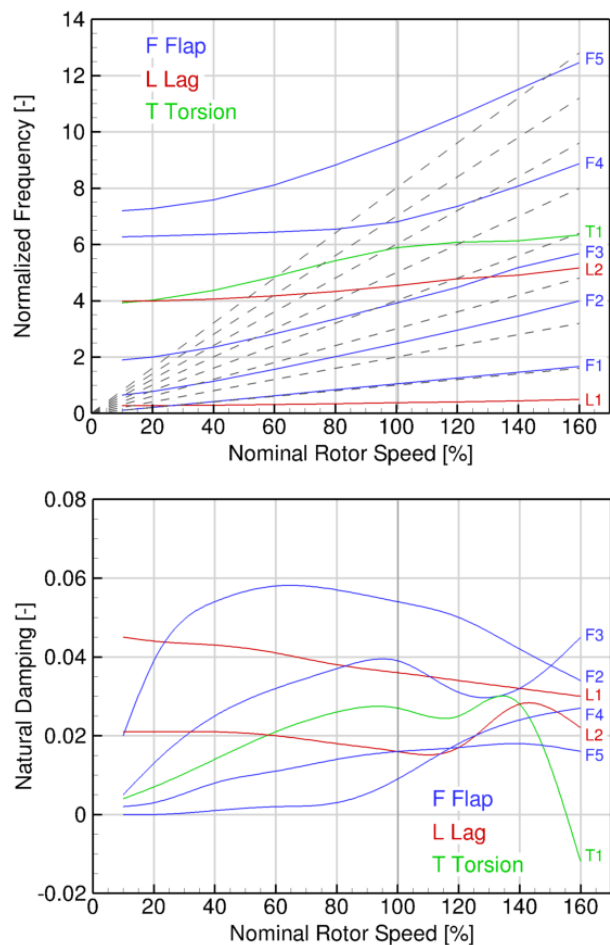 14
12
10
8
6
4
2
0
Normalized Frequency [-]
F Flap
L Lag
T Torsion
F5
F4
T1
F3
L2
F2
F1
L1
0 20 40 60 80 100 120 140 160
Nominal Rotor Speed [%]
0.08
0.06
0.04
0.02
0
-0.02
Natural Damping [-]
F3
F2
L1
F4
L2
F5
T1
F Flap
L Lag
T Torsion
0 20 40 60 80 100 120 140 160
Nominal Rotor Speed [%]